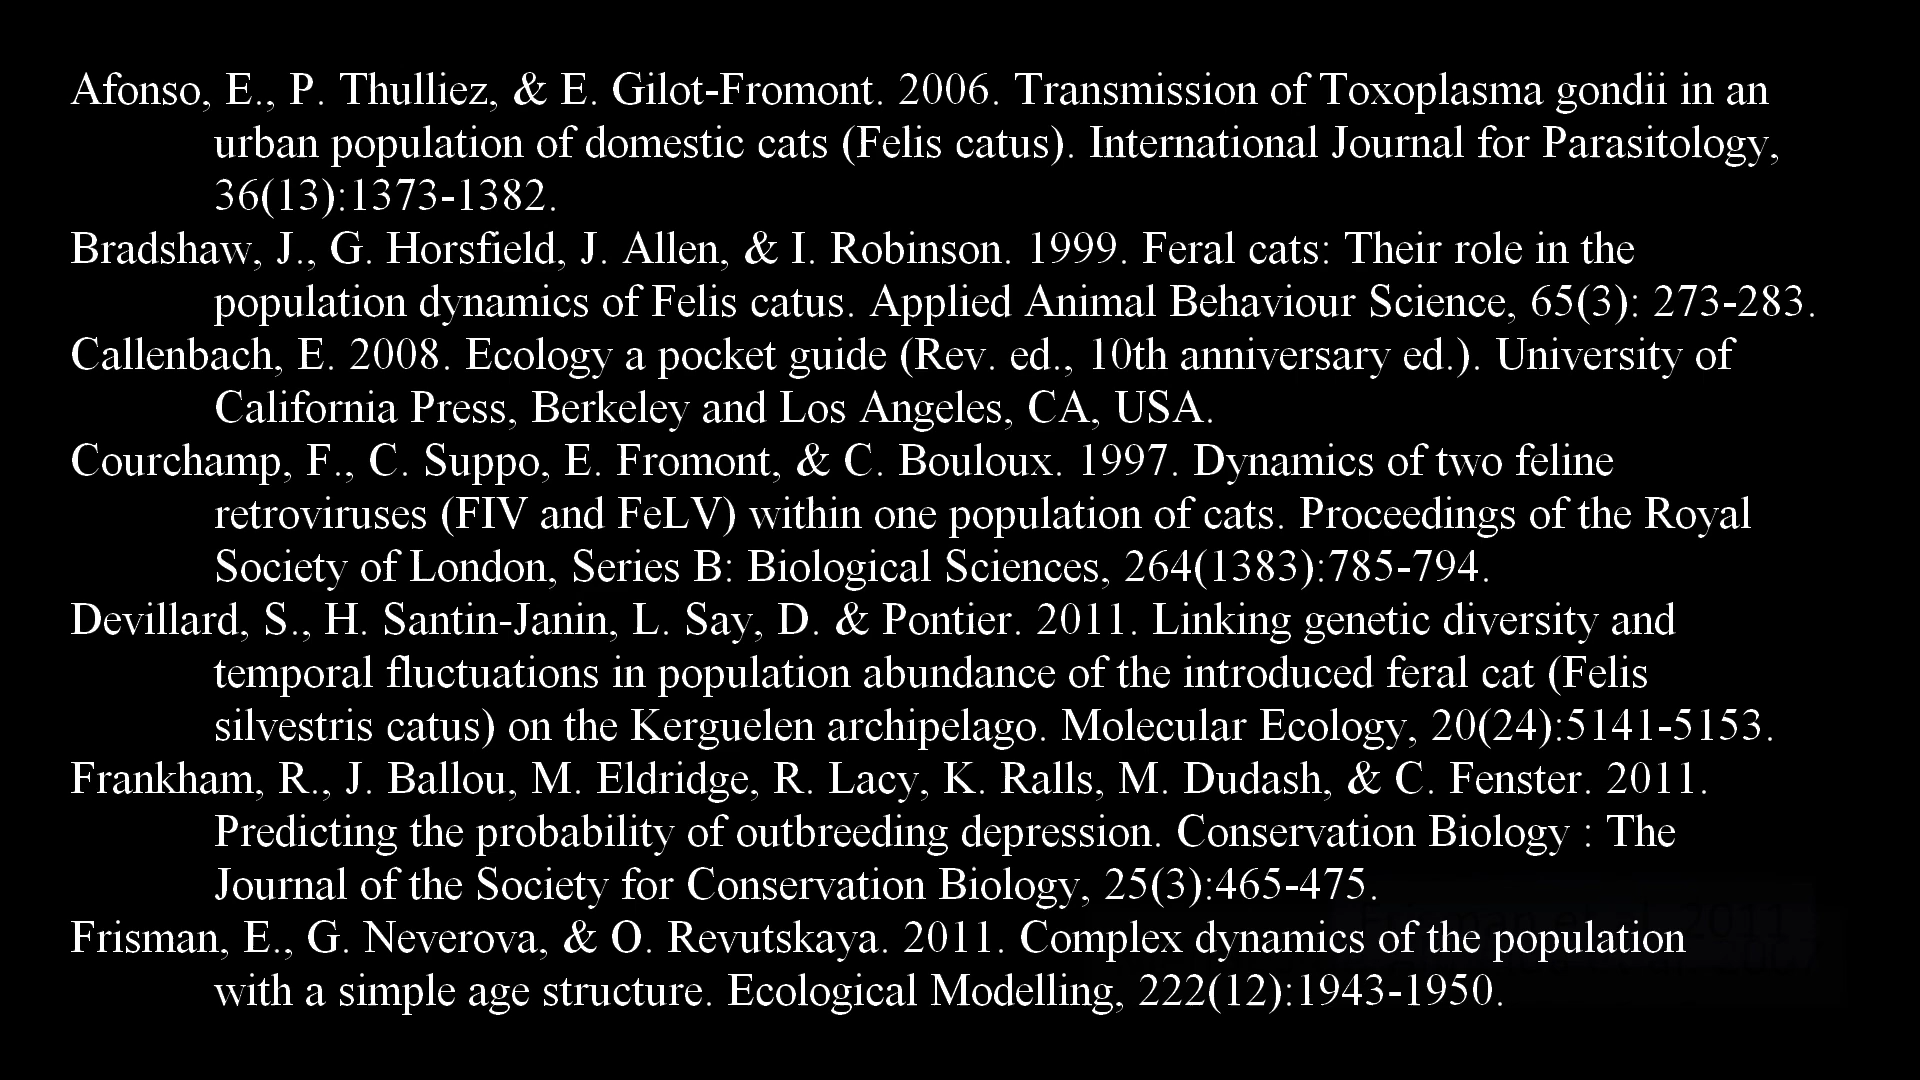 Afonso, E., P. Thulliez, & E. Gilot-Fromont. 2006. Transmission of Toxoplasma gondii in an
urban population of domestic cats (Felis catus). International Journal for Parasitology,
36(13):1373-1382.
Bradshaw, J., G. Horsfield, J. Allen, & I. Robinson. 1999. Feral cats: Their role in the
population dynamics of Felis catus. Applied Animal Behaviour Science, 65(3): 273-283.
Callenbach, E. 2008. Ecology a pocket guide (Rev. ed., 10th anniversary ed.). University of
California Press, Berkeley and Los Angeles, CA, USA.
Courchamp, F., C. Suppo, E. Fromont, & C. Bouloux. 1997. Dynamics of two feline
retroviruses (FIV and FeLV) within one population of cats. Proceedings of the Royal
Society of London, Series B: Biological Sciences, 264(1383):785-794.
Devillard, S., H. Santin-Janin, L. Say, D. & Pontier. 2011. Linking genetic diversity and
temporal fluctuations in population abundance of the introduced feral cat (Felis
silvestris catus) on the Kerguelen archipelago. Molecular Ecology, 20(24):5141-5153.
Frankham, R., J. Ballou, M. Eldridge, R. Lacy, K. Ralls, M. Dudash, & C. Fenster. 2011.
Predicting the probability of outbreeding depression. Conservation Biology : The
Journal of the Society for Conservation Biology, 25(3):465-475.
Frisman, E., G. Neverova, & O. Revutskaya. 2011. Complex dynamics of the population
with a simple age structure. Ecological Modelling, 222(12):1943-1950.